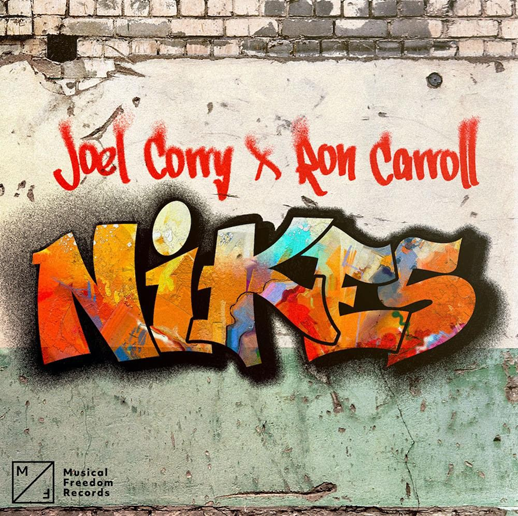 Joel Corry X Ron Carroll
NiKES
M
F
Musical
Freedom
Records